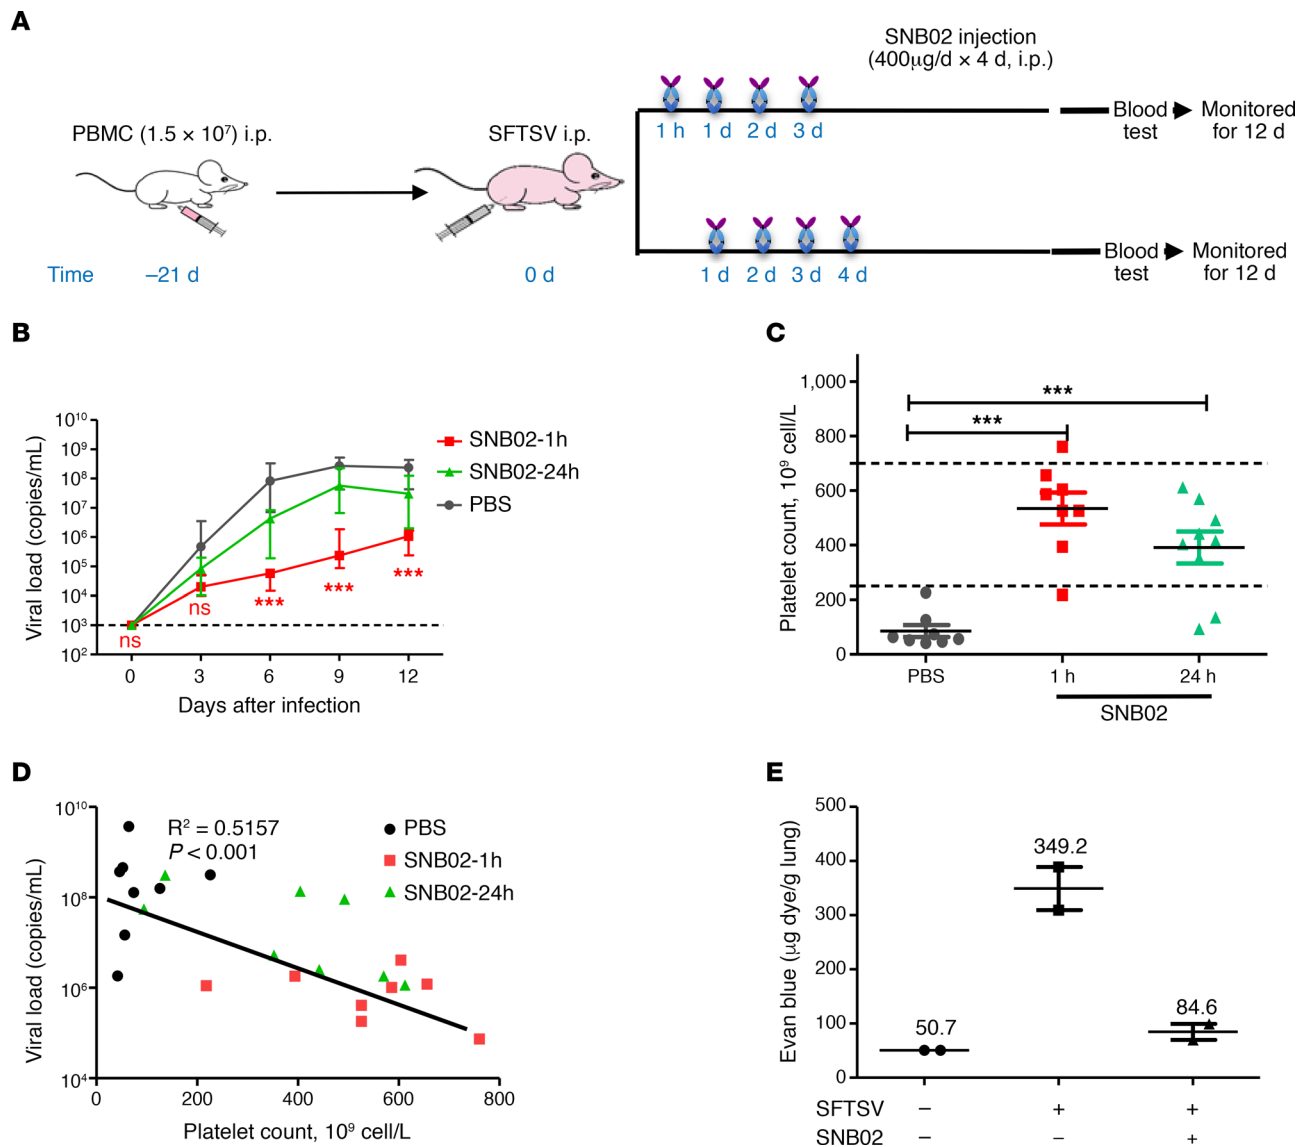 A
SNB02 injection
(400μg/d × 4 d, i.p.)
PBMC (1.5 × 10⁷) i.p.
SFTSV i.p.
1 h 1 d 2 d 3 d
Blood test
Monitored for 12 d
1 d 2 d 3 d 4 d
Blood test
Monitored for 12 d
Time –21 d 0 d
B
Viral load (copies/mL)
10¹⁰
10⁹
10⁸
10⁷
10⁶
10⁵
10⁴
10³
10²
SNB02-1h
SNB02-24h
PBS
ns
ns
***
***
***
0 3 6 9 12
Days after infection
C
Platelet count, 10⁹ cell/L
1,000
800
600
400
200
0
***
***
PBS 1 h 24 h
SNB02
D
Viral load (copies/mL)
10¹⁰
10⁸
10⁶
10⁴
R² = 0.5157
P < 0.001
PBS
SNB02-1h
SNB02-24h
0 200 400 600 800
Platelet count, 10⁹ cell/L
E
Evan blue (μg dye/g lung)
500
400
300
200
100
0
50.7
349.2
84.6
SFTSV – + +
SNB02 – – +